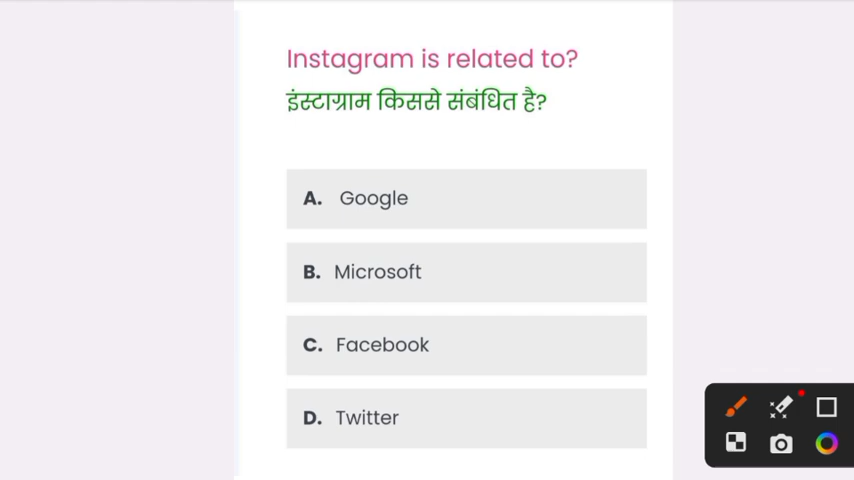 Instagram is related to?
इंस्टाग्राम किससे संबंधित है?
A. Google
B. Microsoft
C. Facebook
D. Twitter